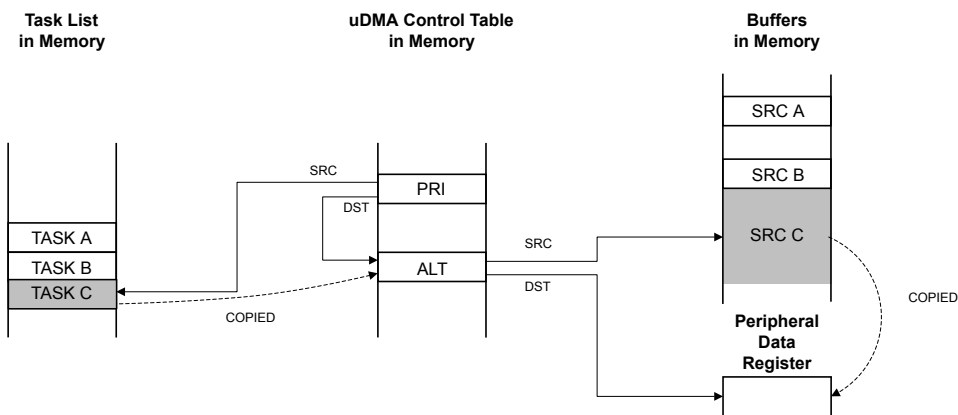 Task List
in Memory
uDMA Control Table
in Memory
Buffers
in Memory
SRC A
SRC B
SRC
PRI
DST
SRC C
TASK A
TASK B
TASK C
SRC
ALT
DST
COPIED
COPIED
Peripheral
Data
Register